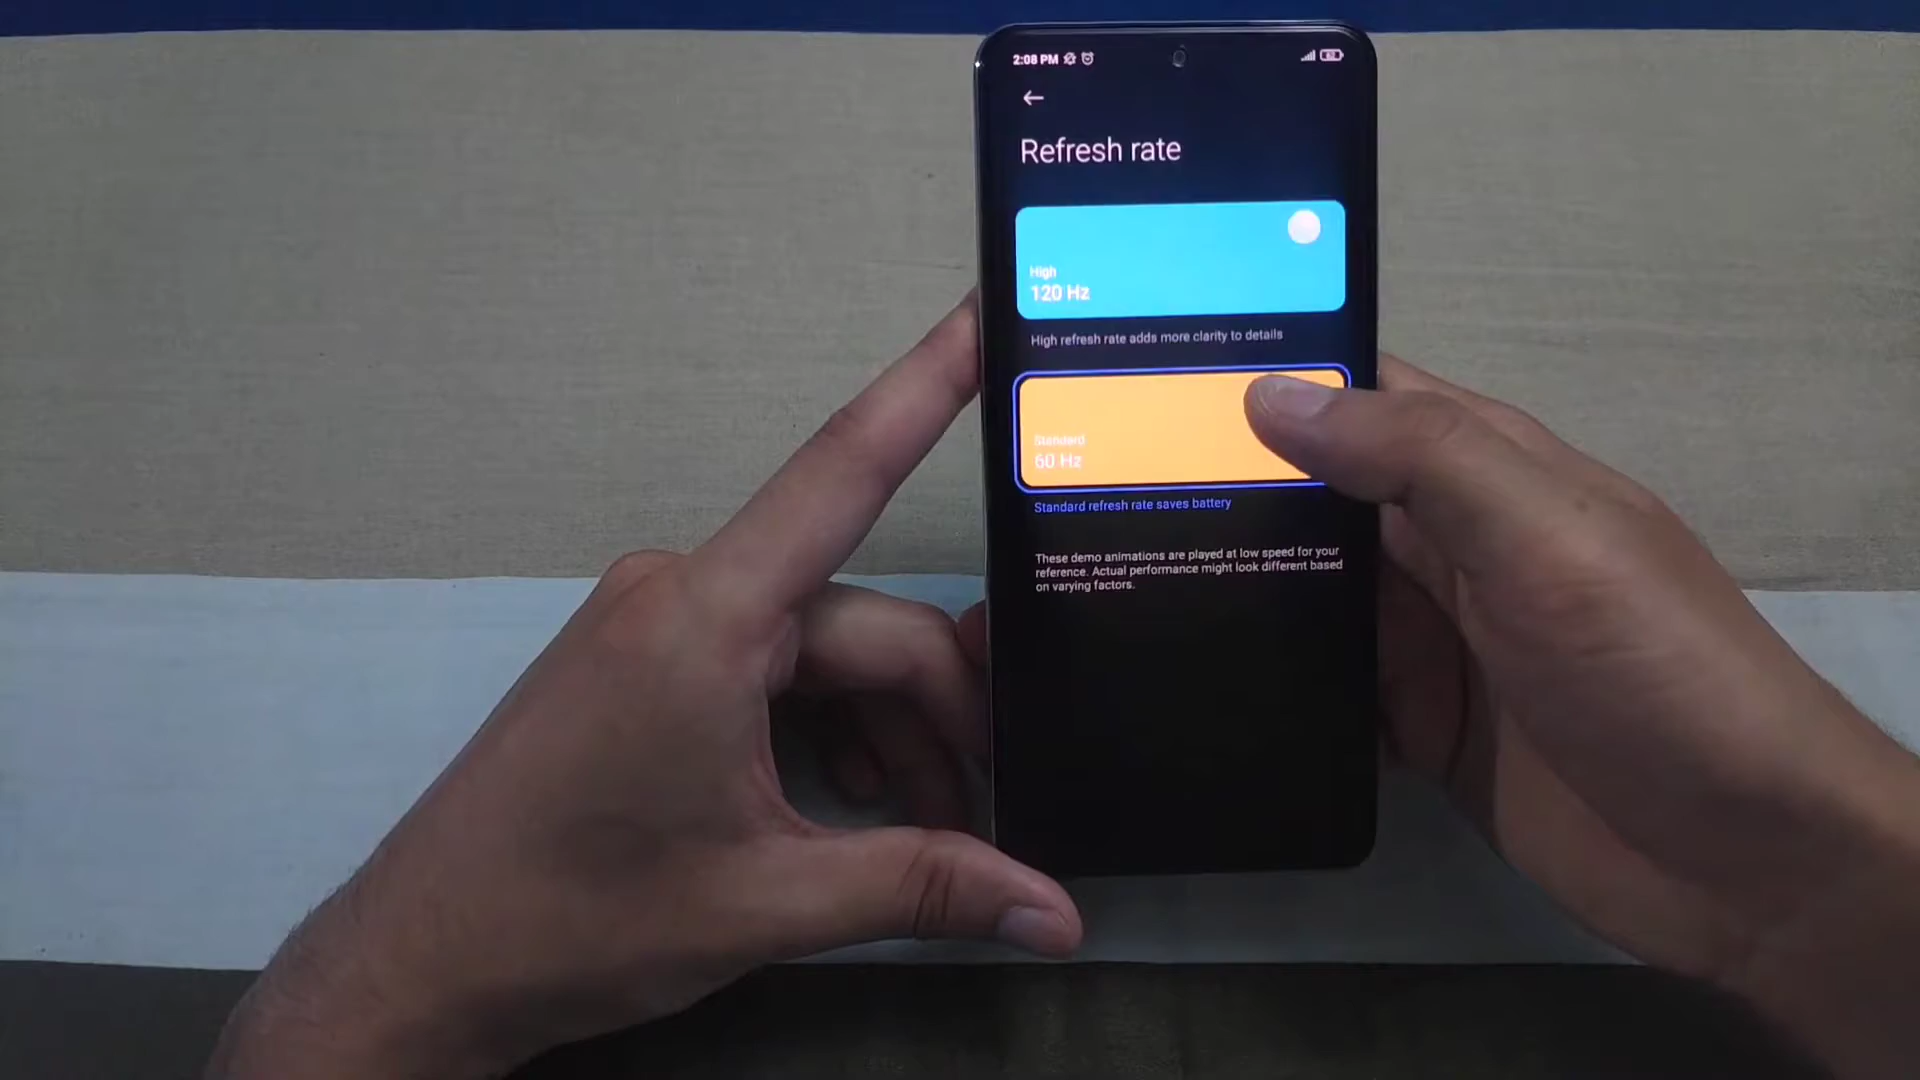 2:08 PM
Refresh rate
High
120 Hz
High refresh rate adds more clarity to details
Standard
60 Hz
Standard refresh rate saves battery
These demo animations are played at low speed for your
reference. Actual performance might look different based
on varying factors.